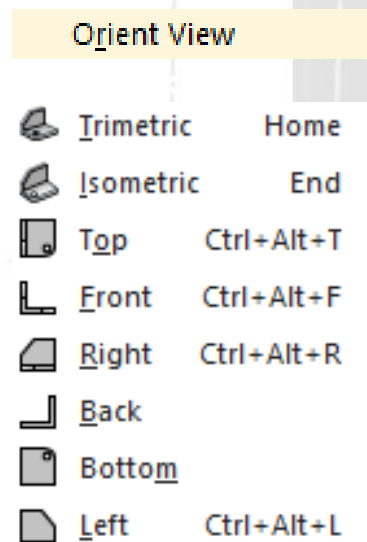 Orient View
Trimetric Home
Isometric End
Top Ctrl+Alt+T
Front Ctrl+Alt+F
Right Ctrl+Alt+R
Back
Bottom
Left Ctrl+Alt+L